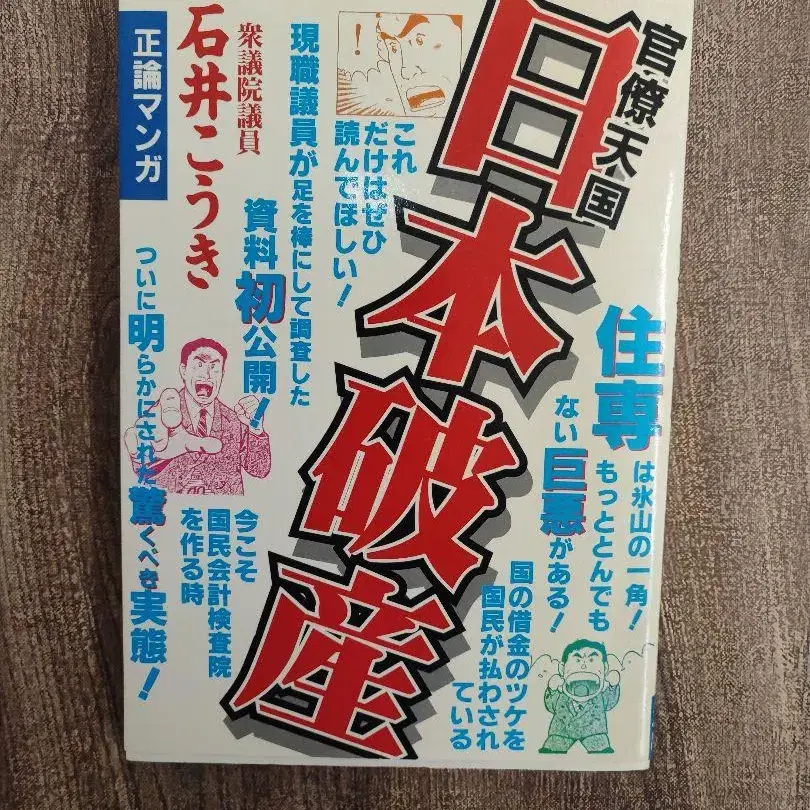 官僚天国
日本破産
住専は氷山の一角！
もっととんでも
ない巨悪がある！
国の借金のツケを
国民が払わされ
ている
！
これ
だけはぜひ
読んでほしい！
現職議員が足を棒にして調査した
資料初公開！
今こそ
国民会計検査院
を作る時
ついに明らかにされた驚くべき実態！
衆議院議員
石井こうき
正論マンガ